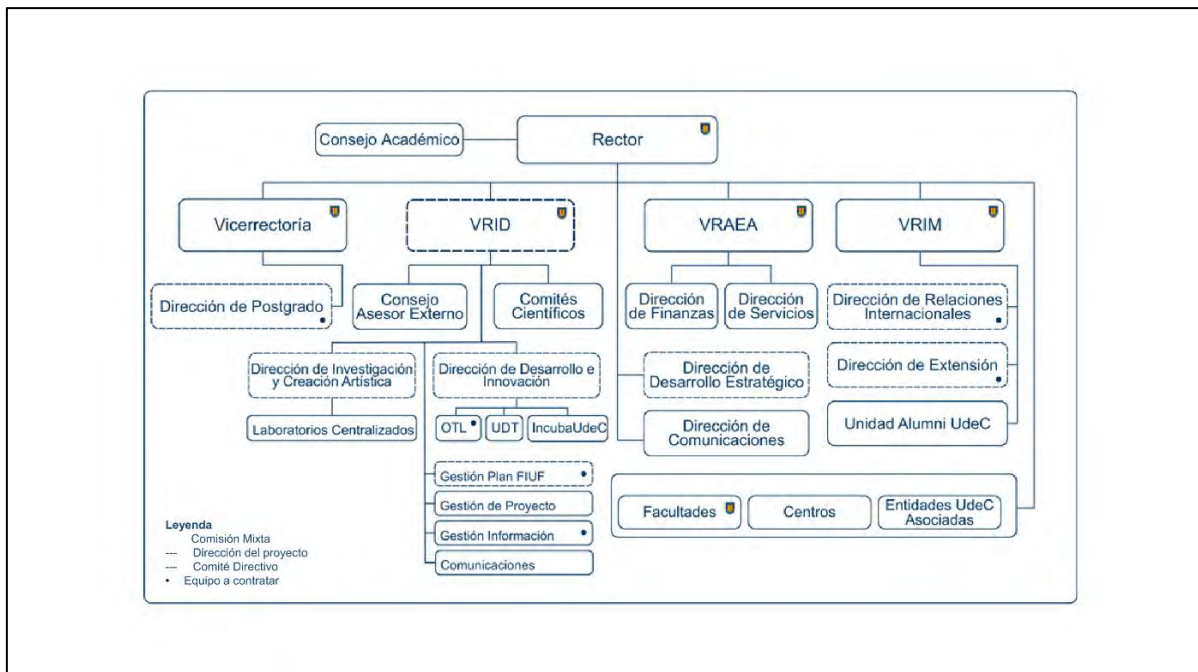 Consejo Académico
Rector
Vicerrectoría
VRID
VRAEA
VRIM
Dirección de Postgrado
Consejo
Asesor Externo
Comités
Científicos
Dirección
de Finanzas
Dirección
de Servicios
Dirección de Relaciones
Internacionales
Dirección de Investigación
y Creación Artística
Dirección de Desarrollo e
Innovación
Dirección de
Desarrollo Estratégico
Dirección de Extensión
Laboratorios Centralizados
OTL
UDT
IncubaUdeC
Dirección de
Comunicaciones
Unidad Alumni UdeC
Gestión Plan FIUF
Gestión de Proyecto
Gestión Información
Comunicaciones
Facultades
Centros
Entidades UdeC
Asociadas
Leyenda
Comisión Mixta
--- Dirección del proyecto
--- Comité Directivo
• Equipo a contratar